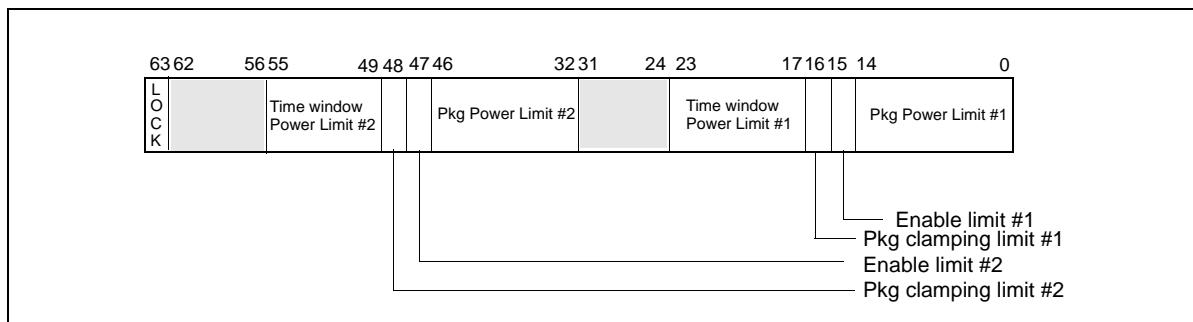 63 62 56 55 49 48 47 46 32 31 24 23 17 16 15 14 0
LOCK
Time window
Power Limit #2
Pkg Power Limit #2
Time window
Power Limit #1
Pkg Power Limit #1
Enable limit #1
Pkg clamping limit #1
Enable limit #2
Pkg clamping limit #2